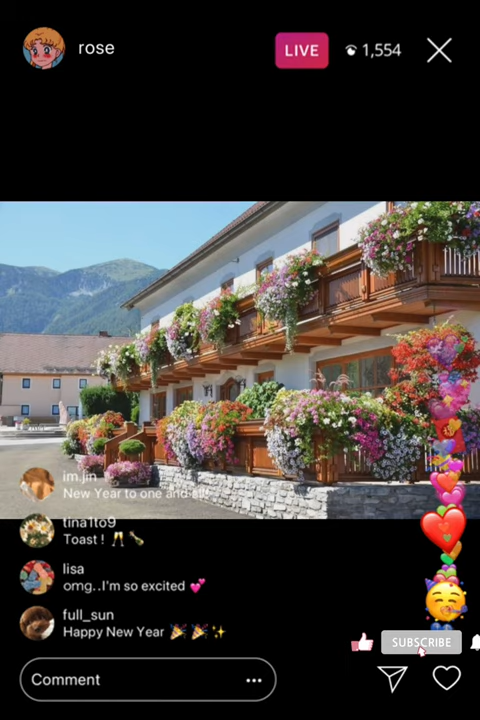 rose
LIVE
1,554
im.jin
New Year to one and all!
tina1to9
Toast !
lisa
omg..I'm so excited 💕
full_sun
Happy New Year 🎉🎉✨
SUBSCRIBE
Comment